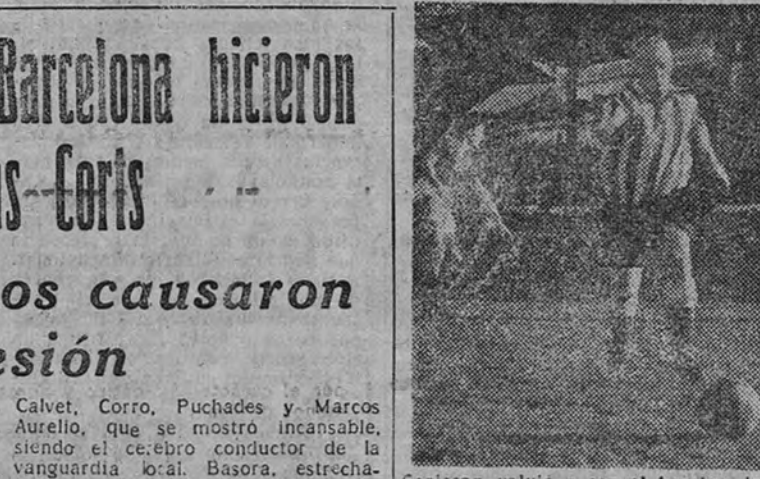 Barcelona hicieron
s-Corts
os causaron
esión
Calvet, Corro, Puchades y Marcos
Aurelio, que se mostró incansable,
siendo el cerebro conductor de la
vanguardia local. Basora, estrecha-